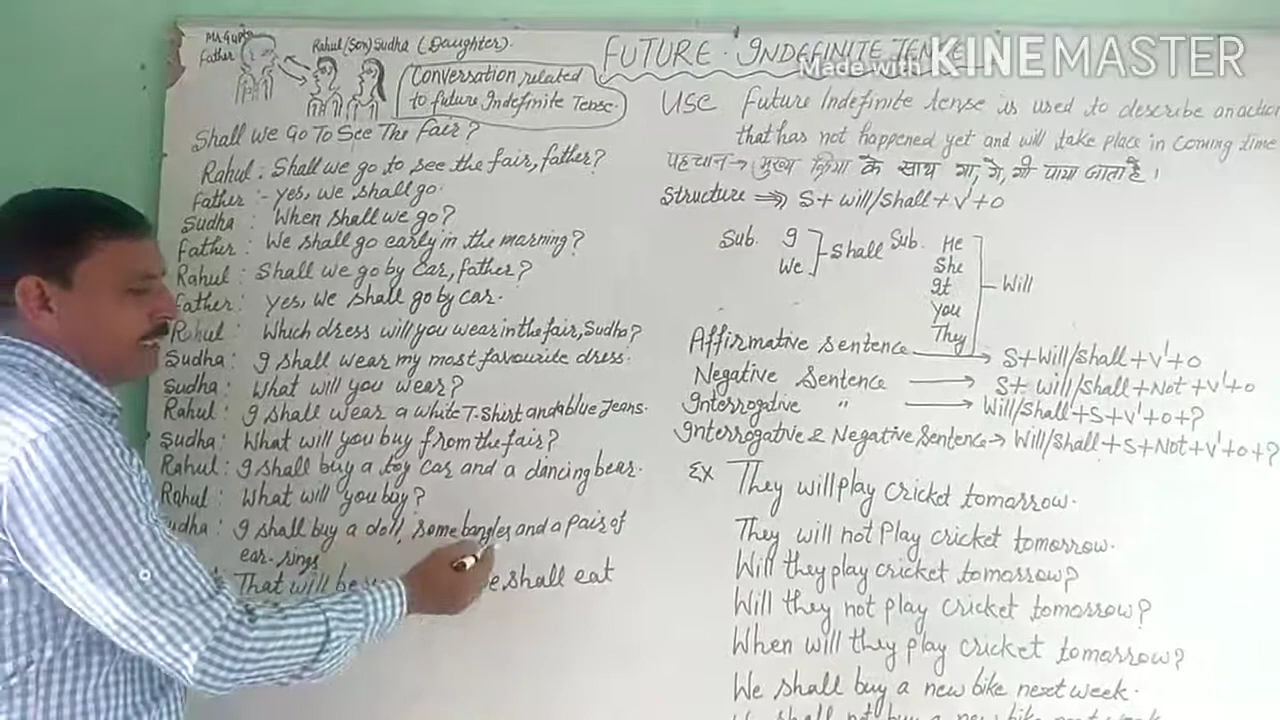 Mr Gupta
Father
Rahul (Son) Sudha (Daughter).
Conversation related
to future Indefinite Tense
Shall we Go To See The Fair?
Rahul : Shall we go to see the fair, father?
Father :- yes, we shall go.
Sudha : When shall we go?
Father : We shall go early in the marning?
Rahul : Shall we go by car, father?
Father : yes, we shall go by car.
Rahul : Which dress will you wear in the fair, Sudha?
Sudha : I shall wear my most favourite dress.
Sudha : What will you wear?
Rahul : I shall wear a white T-Shirt and a blue Jeans.
Sudha : What will you buy from the fair?
Rahul : I shall buy a toy car and a dancing bear.
Rahul : What will you buy?
Sudha : I shall buy a doll, some bangles and a pair of
ear-rings
That will be shall eat
FUTURE INDEFINITE TENSE
Made with KINEMASTER
USE Future Indefinite tense is used to describe an action
that has not happened yet and will take place in coming time
पहचान → मुख्य क्रिया के साथ गा, गे, गी पाया जाता है।
Structure ⇒ S + will/shall + V¹ + O
Sub. I We ] Shall
Sub. He She It You They ] Will
Affirmative sentence → S + Will/Shall + V¹ + O
Negative Sentence → S + will/shall + Not + V¹ + O
Interrogative " → Will/Shall + S + V¹ + O + ?
Interrogative & Negative Sentence → Will/Shall + S + Not + V¹ + O + ?
Ex They will play cricket tomorrow.
They will not Play cricket tomorrow.
Will they play cricket tomorrow?
Will they not play cricket tomorrow?
When will they play cricket tomorrow?
We shall buy a new bike next week.